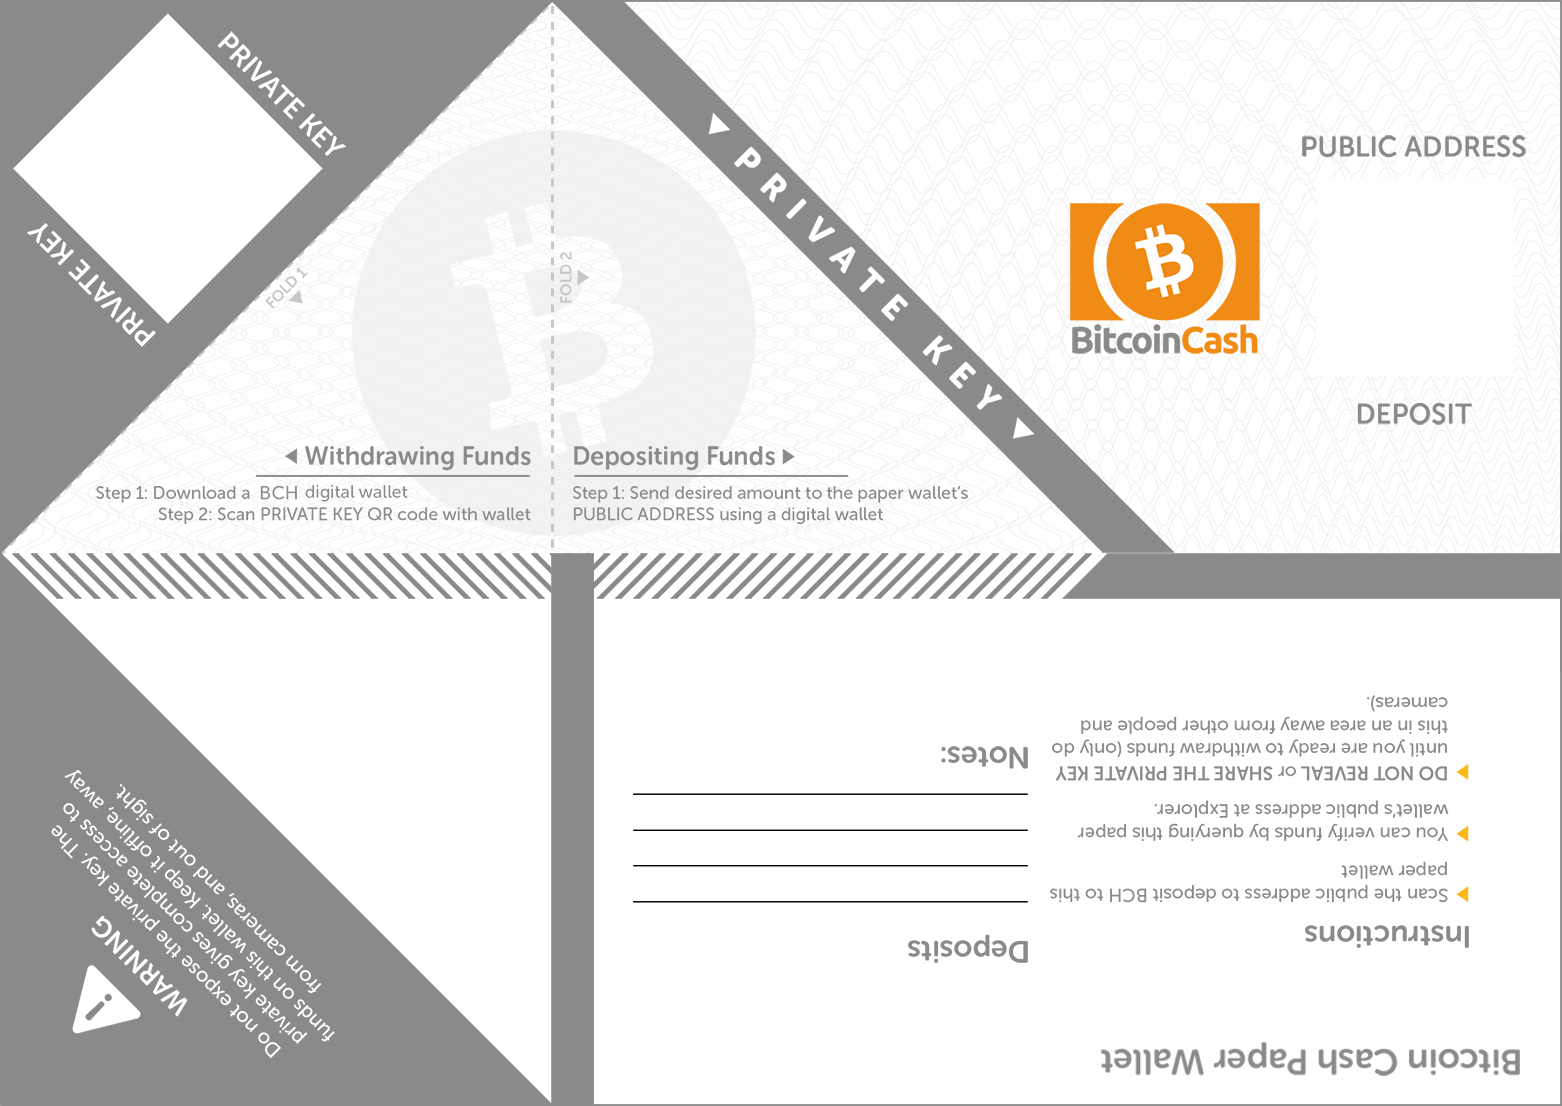 PRIVATE KEY
PRIVATE KEY
FOLD 1
FOLD 2
PRIVATE KEY
PUBLIC ADDRESS
BitcoinCash
DEPOSIT
Withdrawing Funds
Step 1: Download a BCH digital wallet
Step 2: Scan PRIVATE KEY QR code with wallet
Depositing Funds
Step 1: Send desired amount to the paper wallet’s
PUBLIC ADDRESS using a digital wallet
WARNING
Do not expose the private key. The
private key gives complete access to
funds on this wallet. Keep it offline, away
from cameras, and out of sight.
Bitcoin Cash Paper Wallet
Instructions
Scan the public address to deposit BCH to this
paper wallet
You can verify funds by querying this paper
wallet's public address at Explorer.
DO NOT REVEAL or SHARE THE PRIVATE KEY
until you are ready to withdraw funds (only do
this in an area away from other people and
cameras).
Deposits
Notes: